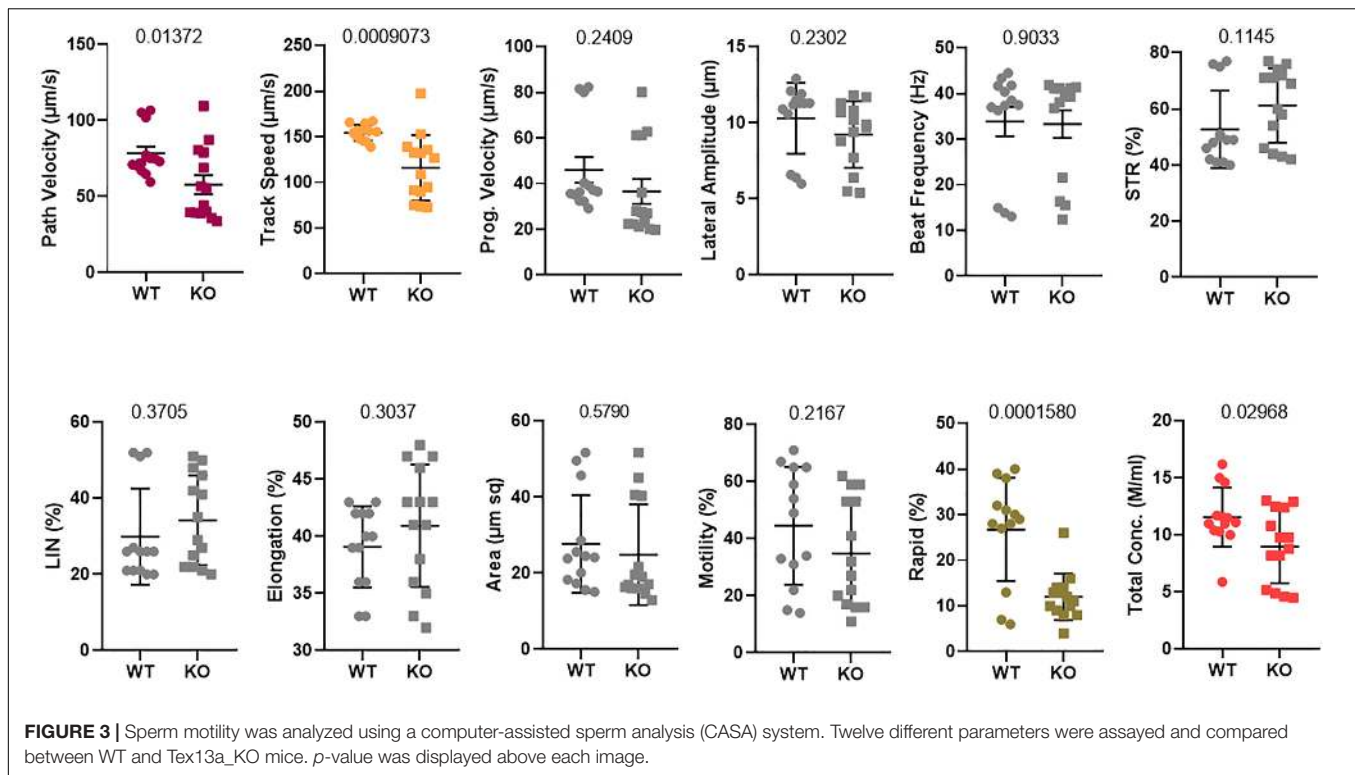 0.01372
Path Velocity (µm/s)
150
100
50
0
WT KO
0.0009073
Track Speed (µm/s)
250
200
150
100
50
0
WT KO
0.2409
Prog. Velocity (µm/s)
100
80
60
40
20
0
WT KO
0.2302
Lateral Amplitude (µm)
15
10
5
0
WT KO
0.9033
Beat Frequency (Hz)
50
40
30
20
10
0
WT KO
0.1145
STR (%)
80
60
40
20
0
WT KO
0.3705
LIN (%)
60
40
20
0
WT KO
0.3037
Elongation (%)
50
45
40
35
30
WT KO
0.5790
Area (µm sq)
60
40
20
0
WT KO
0.2167
Motility (%)
80
60
40
20
0
WT KO
0.0001580
Rapid (%)
50
40
30
20
10
0
WT KO
0.02968
Total Conc. (M/ml)
20
15
10
5
0
WT KO
FIGURE 3 | Sperm motility was analyzed using a computer-assisted sperm analysis (CASA) system. Twelve different parameters were assayed and compared
between WT and Tex13a_KO mice. p-value was displayed above each image.